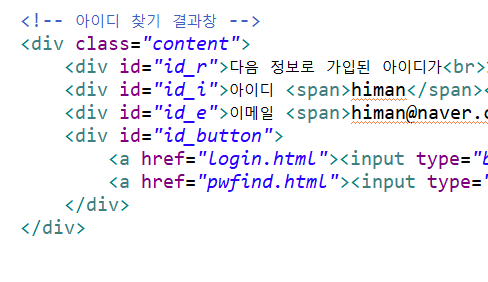 <!-- 아이디 찾기 결과창 -->
<div class="content">
<div id="id_r">다음 정보로 가입된 아이디가<br>
<div id="id_i">아이디 <span>himan</span><
<div id="id_e">이메일 <span>himan@naver.c
<div id="id_button">
<a href="login.html"><input type="b
<a href="pwfind.html"><input type="
</div>
</div>